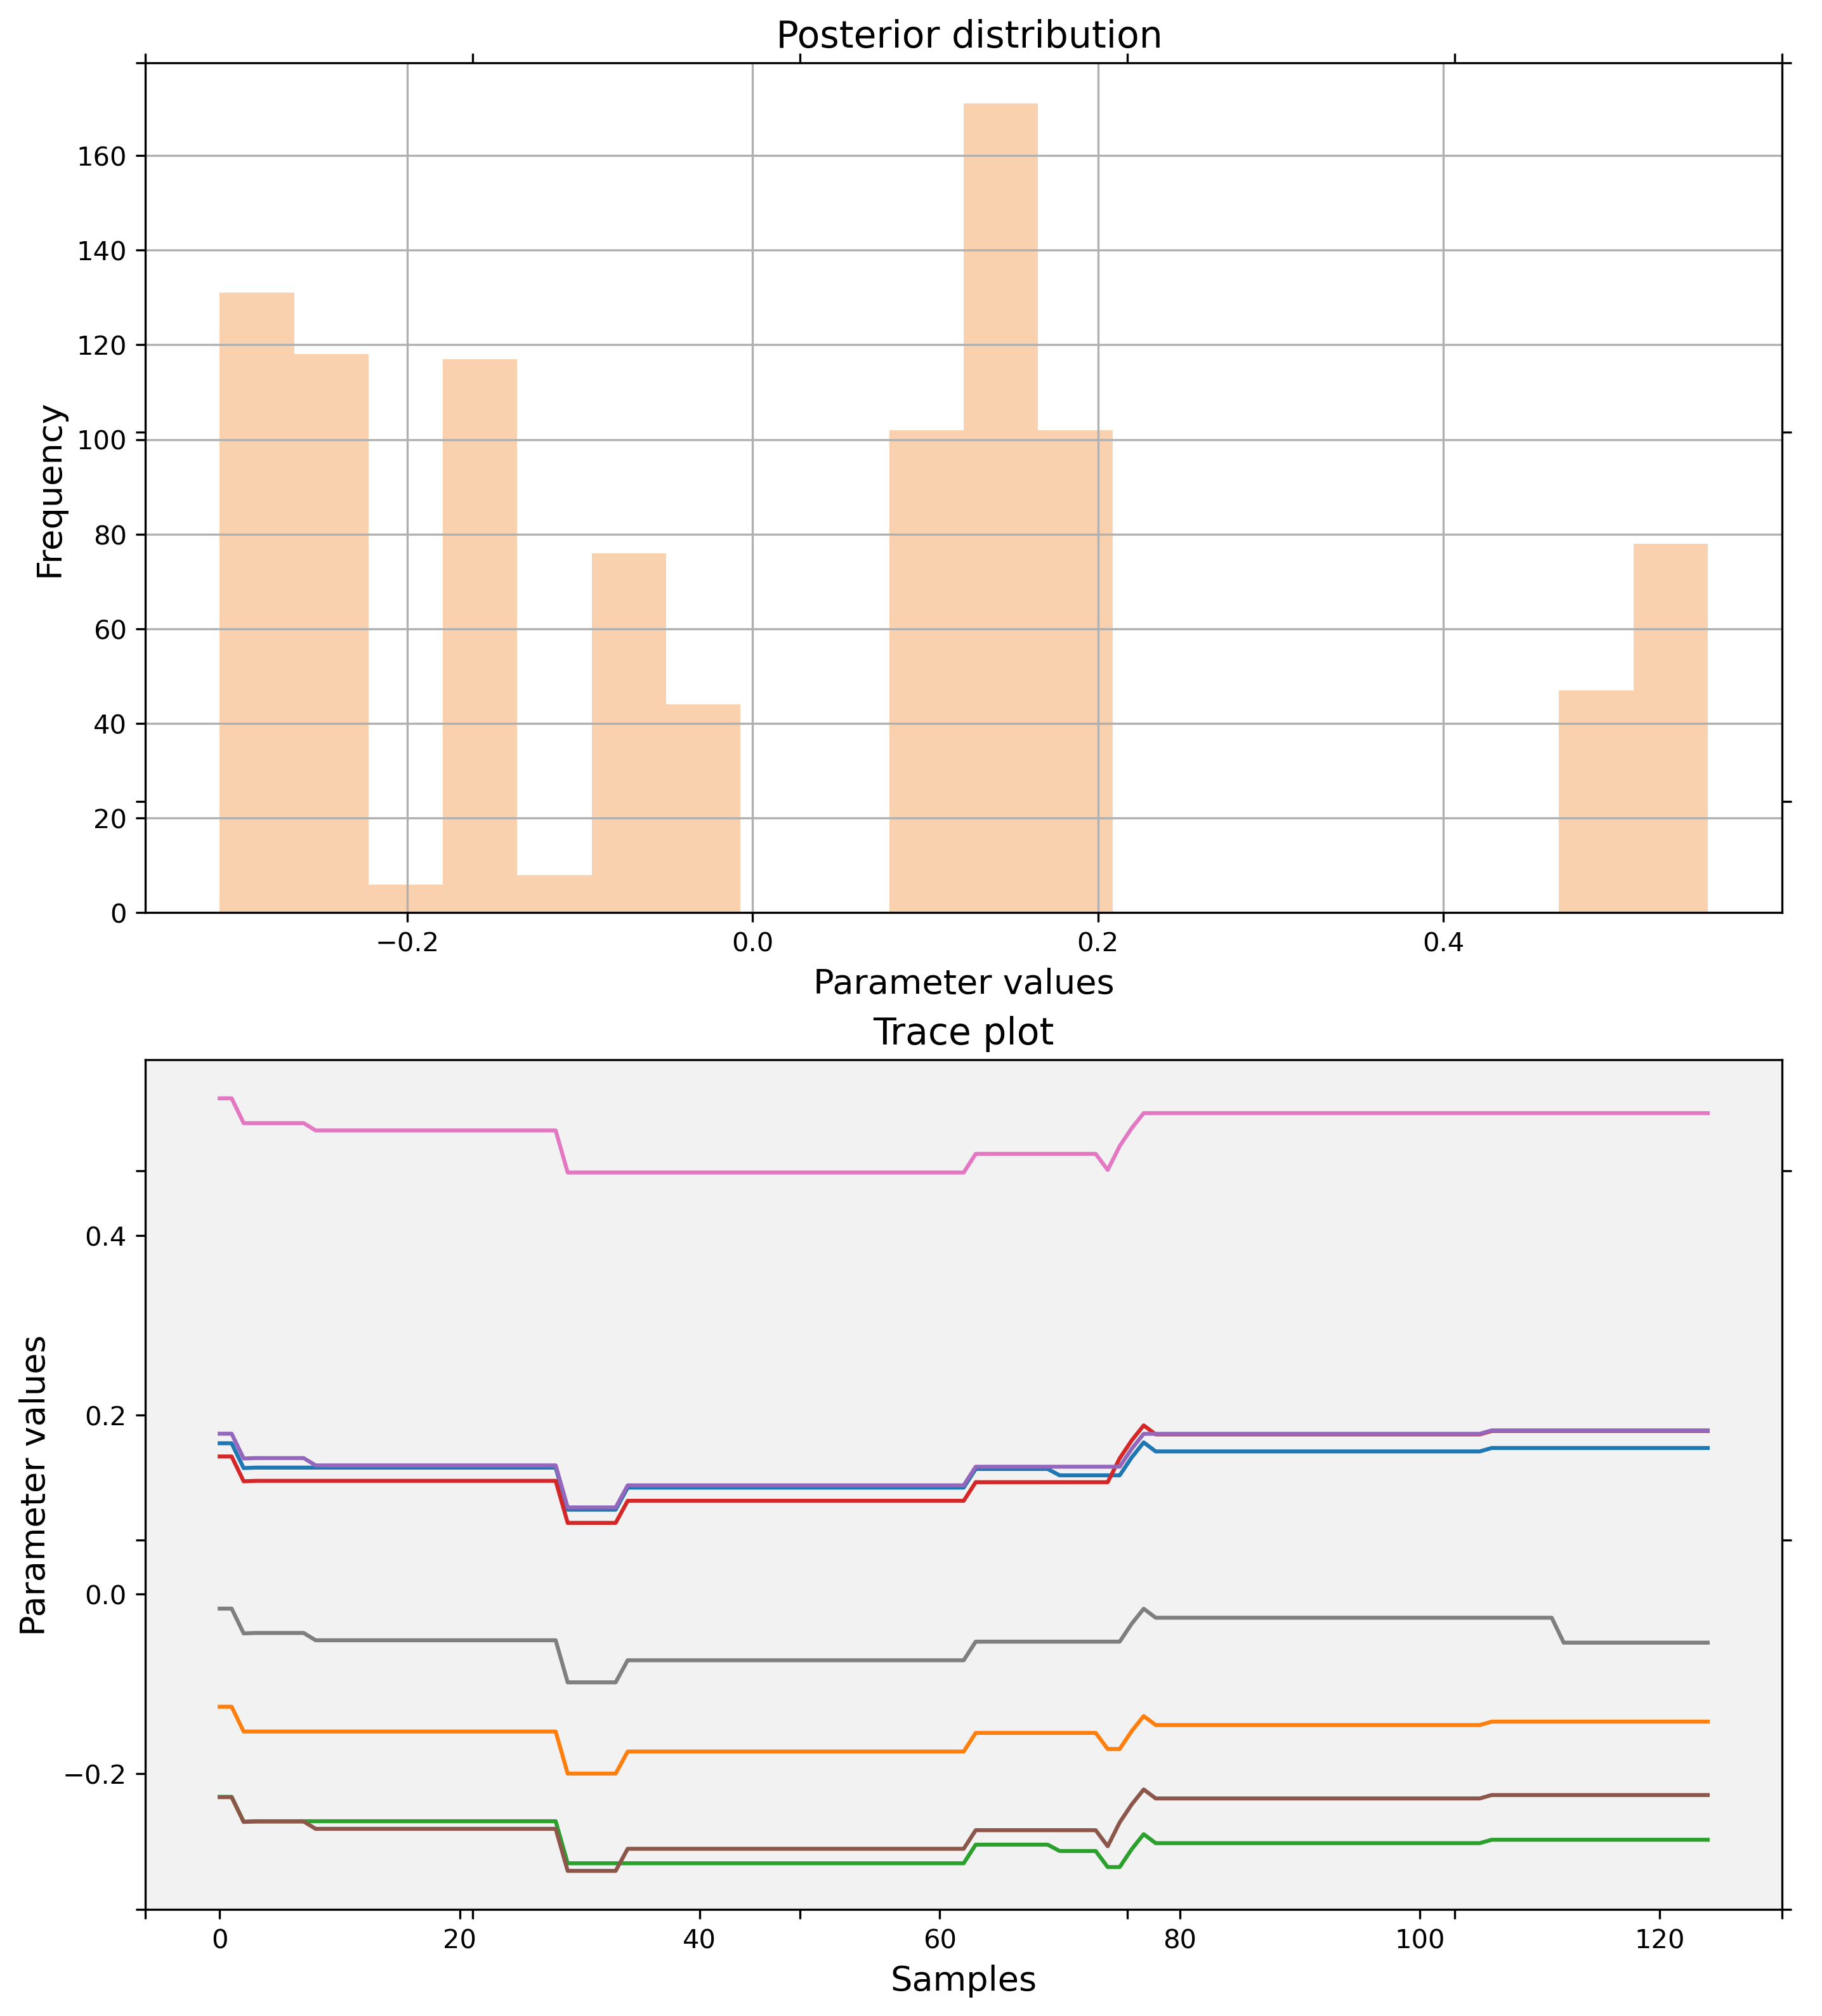 Posterior distribution
160
140
120
100
80
60
40
20
0
Frequency
−0.2 0.0 0.2 0.4
Parameter values
Trace plot
0.4
0.2
0.0
−0.2
Parameter values
0 20 40 60 80 100 120
Samples